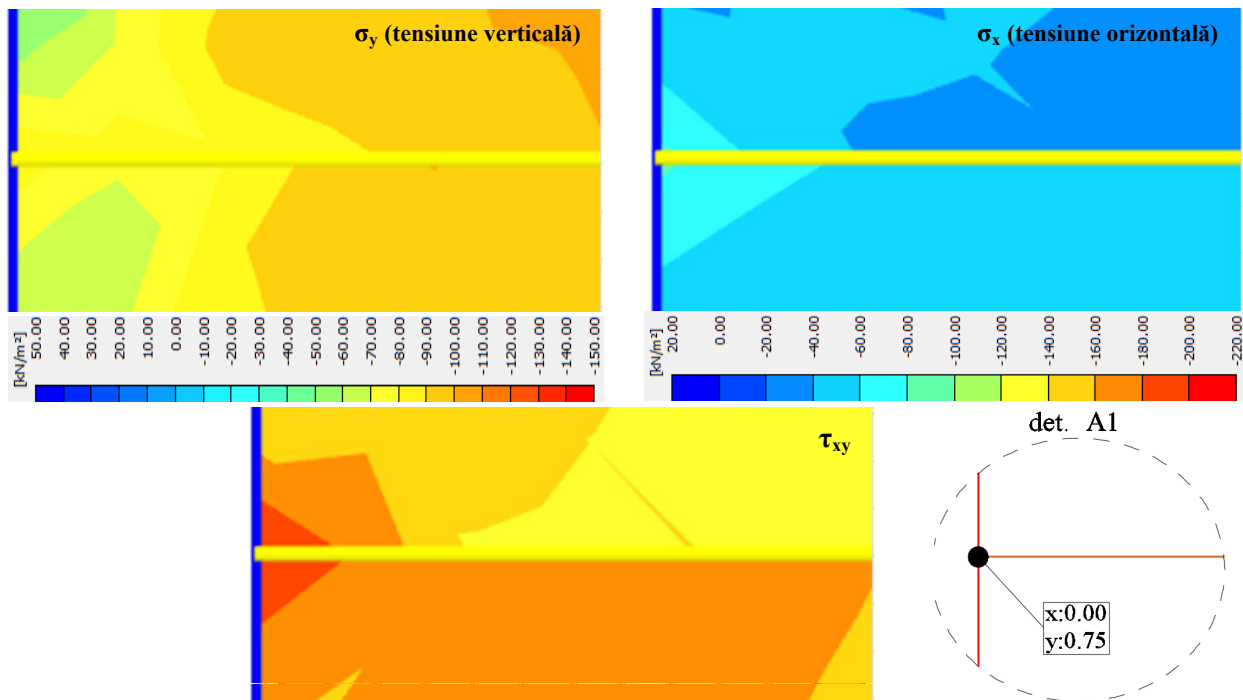 σy (tensiune verticală)
σx (tensiune orizontală)
[kN/m²] 50.00 40.00 30.00 20.00 10.00 0.00 -10.00 -20.00 -30.00 -40.00 -50.00 -60.00 -70.00 -80.00 -90.00 -100.00 -110.00 -120.00 -130.00 -140.00 -150.00
[kN/m²] 20.00 0.00 -20.00 -40.00 -60.00 -80.00 -100.00 -120.00 -140.00 -160.00 -180.00 -200.00 -220.00
τxy
det. A1
x:0.00
y:0.75